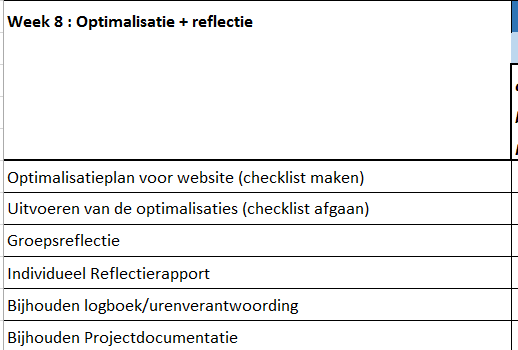 Week 8 : Optimalisatie + reflectie
Optimalisatieplan voor website (checklist maken)
Uitvoeren van de optimalisaties (checklist afgaan)
Groepsreflectie
Individueel Reflectierapport
Bijhouden logboek/urenverantwoording
Bijhouden Projectdocumentatie